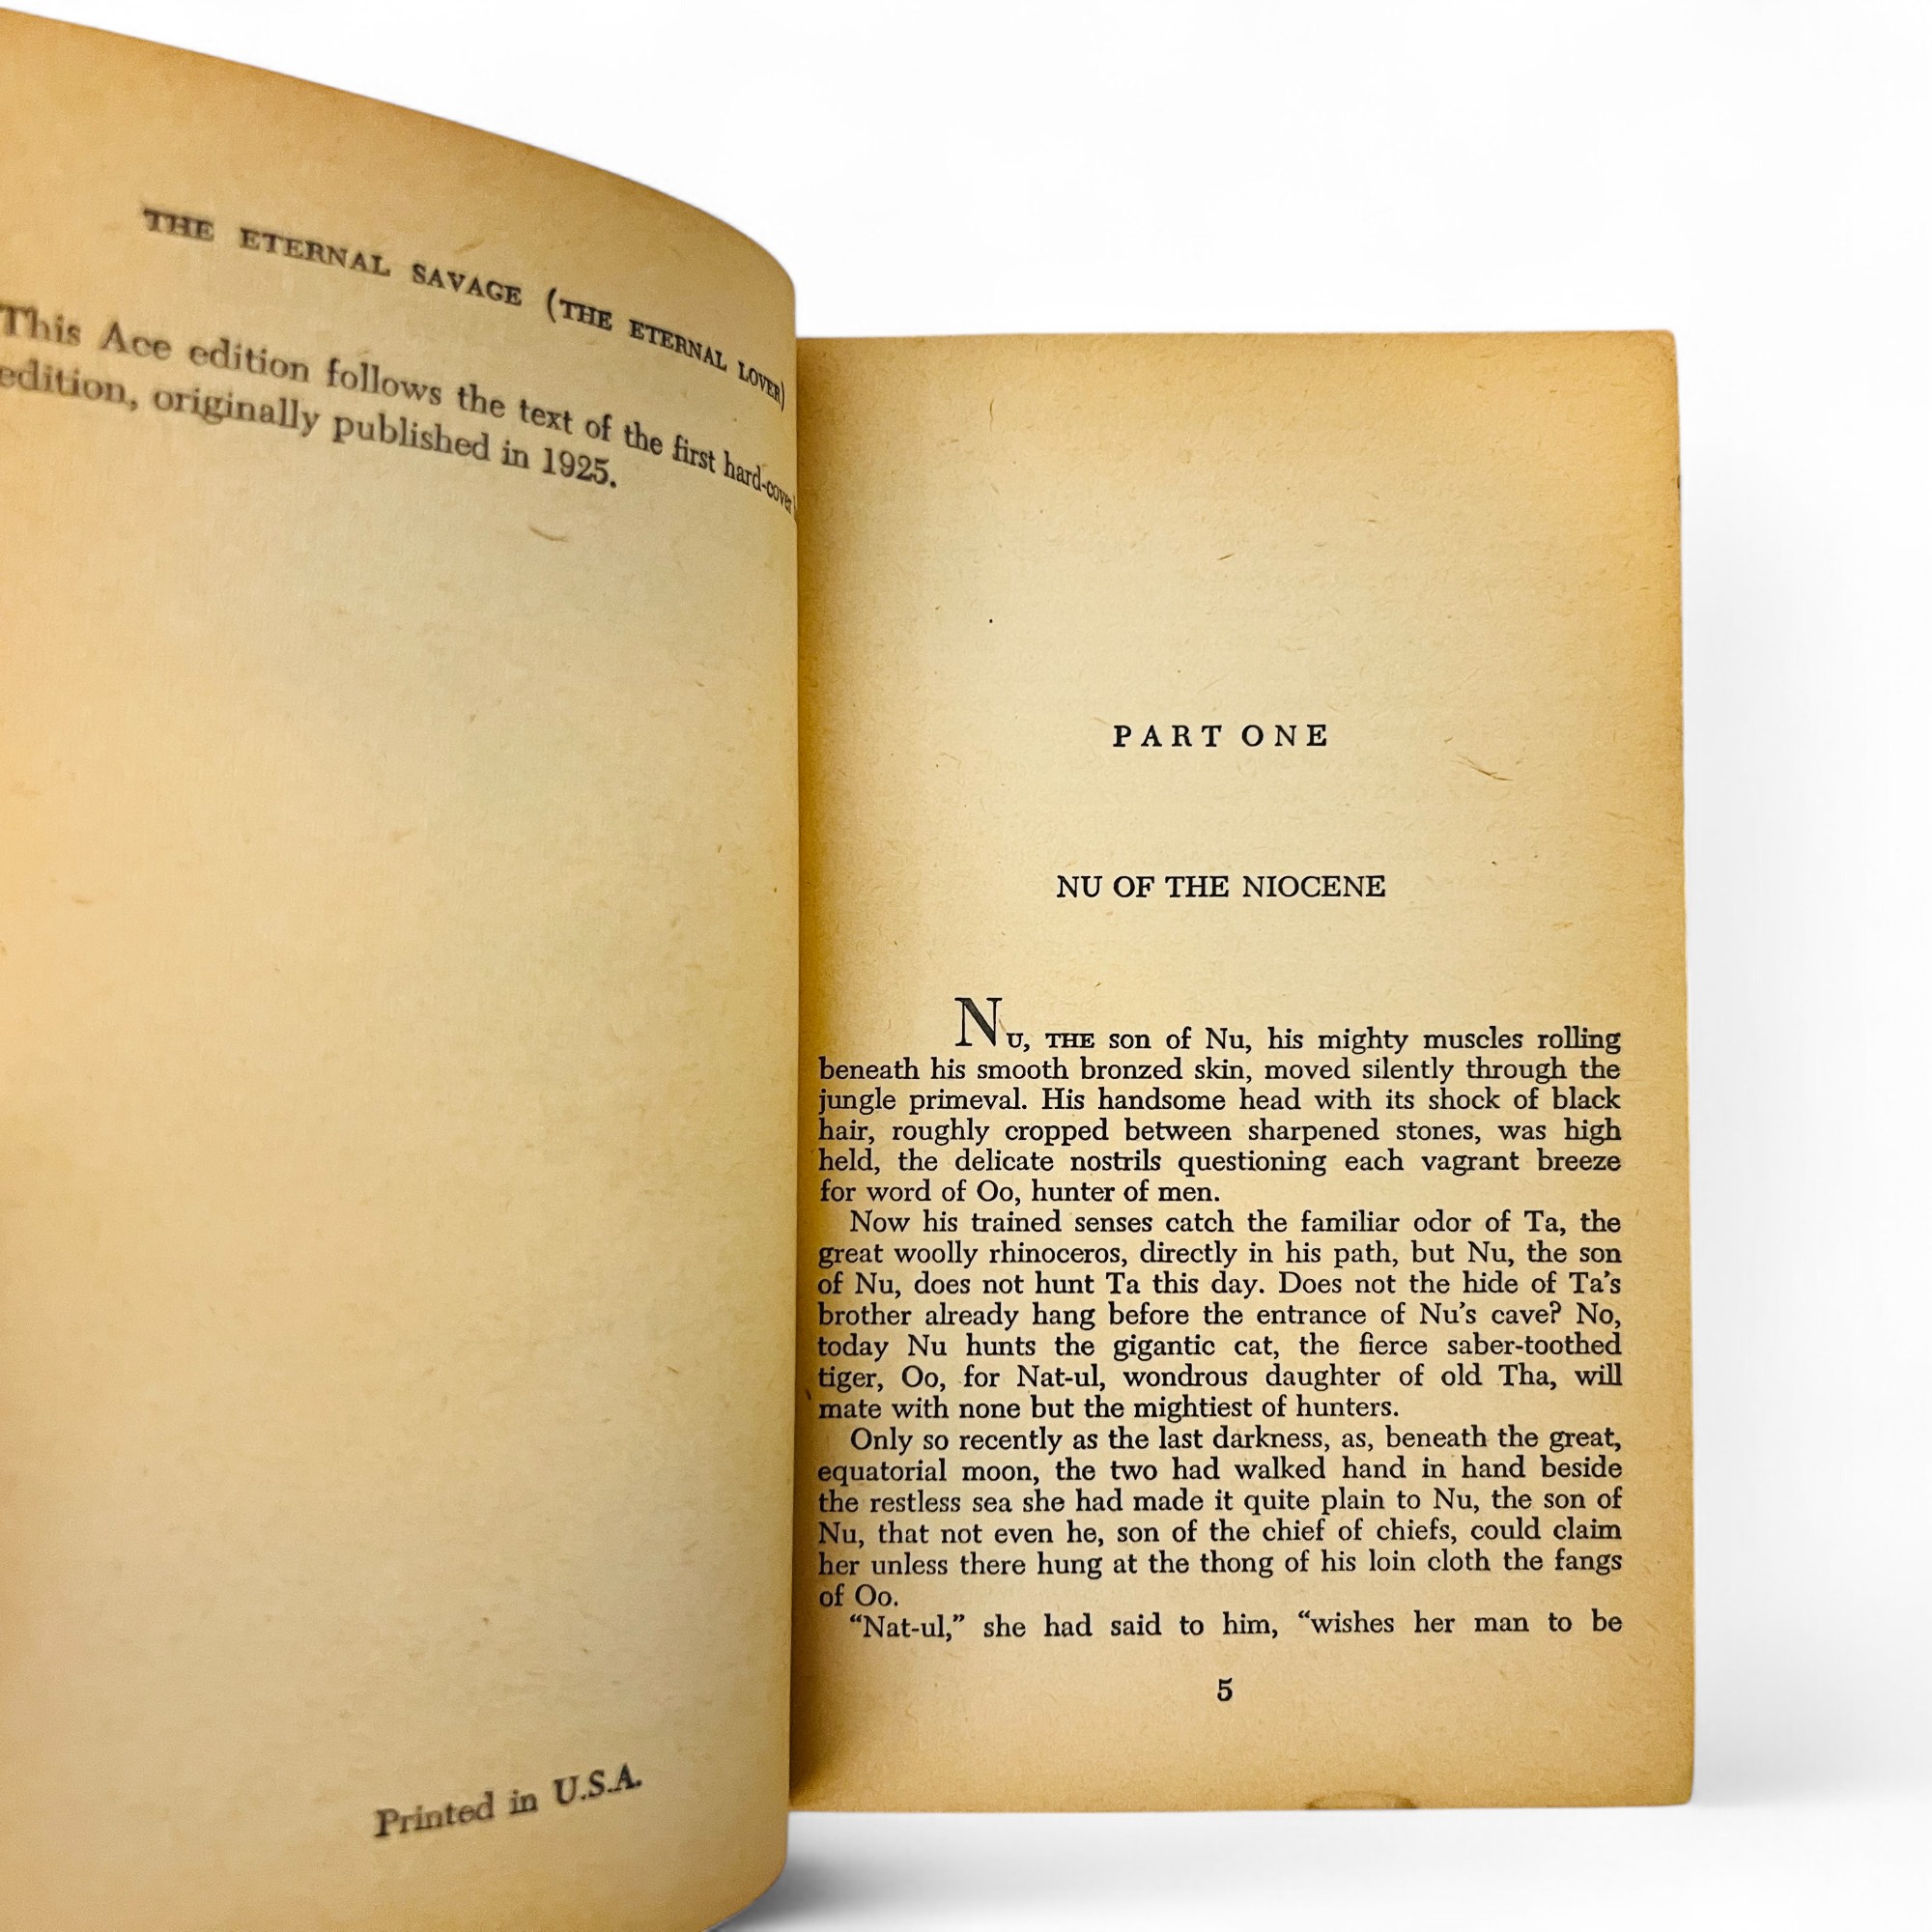 THE ETERNAL SAVAGE (THE ETERNAL LOVER)
This Ace edition follows the text of the first hard-cover
edition, originally published in 1925.
Printed in U.S.A.
PART ONE
NU OF THE NIOCENE
NU, THE son of Nu, his mighty muscles rolling
beneath his smooth bronzed skin, moved silently through the
jungle primeval. His handsome head with its shock of black
hair, roughly cropped between sharpened stones, was high
held, the delicate nostrils questioning each vagrant breeze
for word of Oo, hunter of men.
Now his trained senses catch the familiar odor of Ta, the
great woolly rhinoceros, directly in his path, but Nu, the son
of Nu, does not hunt Ta this day. Does not the hide of Ta's
brother already hang before the entrance of Nu's cave? No,
today Nu hunts the gigantic cat, the fierce saber-toothed
tiger, Oo, for Nat-ul, wondrous daughter of old Tha, will
mate with none but the mightiest of hunters.
Only so recently as the last darkness, as, beneath the great,
equatorial moon, the two had walked hand in hand beside
the restless sea she had made it quite plain to Nu, the son of
Nu, that not even he, son of the chief of chiefs, could claim
her unless there hung at the thong of his loin cloth the fangs
of Oo.
“Nat-ul,” she had said to him, “wishes her man to be
5